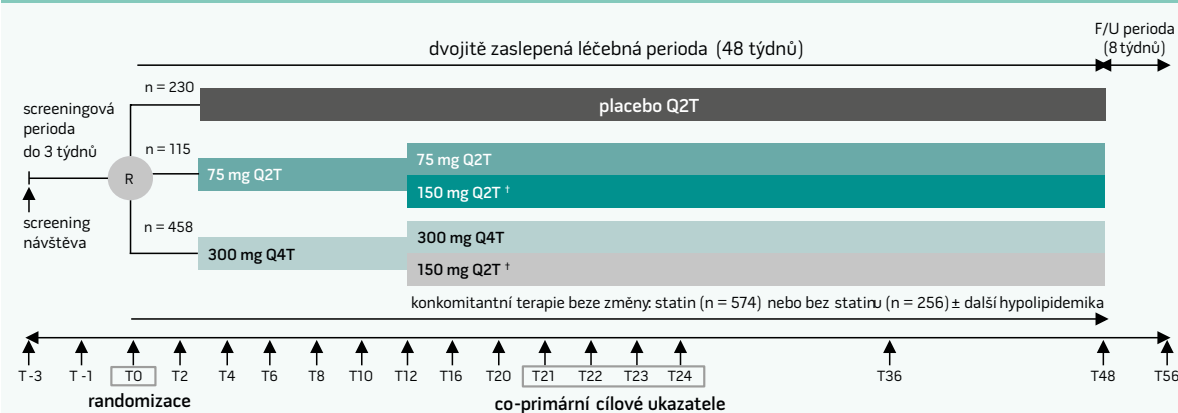 dvojitě zaslepená léčebná perioda (48 týdnů)
F/U perioda
(8 týdnů)
n = 230
placebo Q2T
screeningová
perioda
do 3 týdnů
n = 115
75 mg Q2T
75 mg Q2T
150 mg Q2T †
R
screening
návštěva
n = 458
300 mg Q4T
300 mg Q4T
150 mg Q2T †
konkomitantní terapie beze změny: statin (n = 574) nebo bez statinu (n = 256) ± další hypolipidemika
T -3 T -1 T0 T2 T4 T6 T8 T10 T12 T16 T20 T21 T22 T23 T24 T36 T48 T56
randomizace
co-primární cílové ukazatele